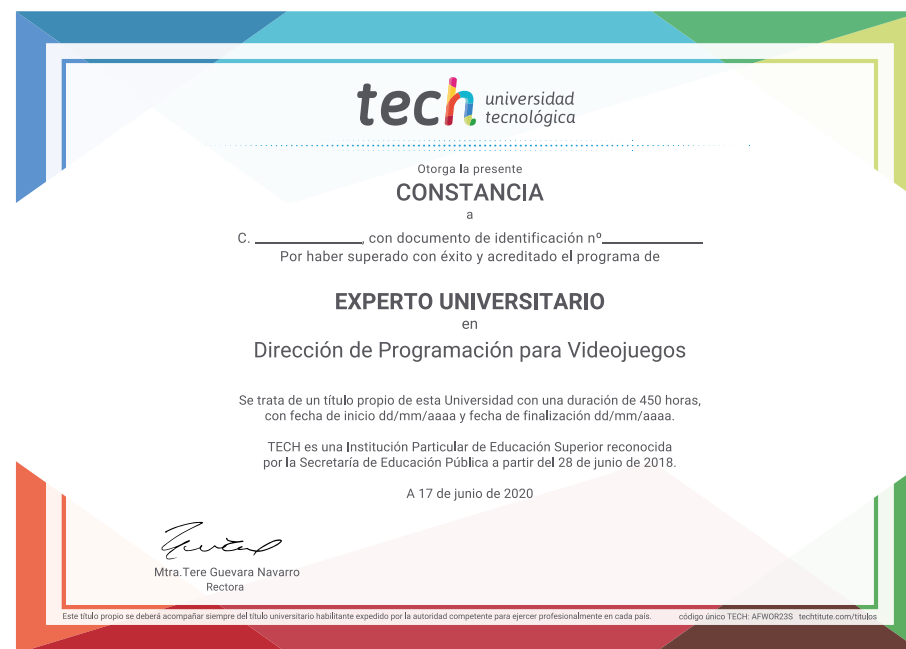 tech universidad
tecnológica
Otorga la presente
CONSTANCIA
a
C. ____________, con documento de identificación nº____________
Por haber superado con éxito y acreditado el programa de
EXPERTO UNIVERSITARIO
en
Dirección de Programación para Videojuegos
Se trata de un título propio de esta Universidad con una duración de 450 horas,
con fecha de inicio dd/mm/aaaa y fecha de finalización dd/mm/aaaa.
TECH es una Institución Particular de Educación Superior reconocida
por la Secretaría de Educación Pública a partir del 28 de junio de 2018.
A 17 de junio de 2020
Mtra.Tere Guevara Navarro
Rectora
Este título propio se deberá acompañar siempre del título universitario habilitante expedido por la autoridad competente para ejercer profesionalmente en cada país. código único TECH: AFWOR23S techtitute.com/titulos